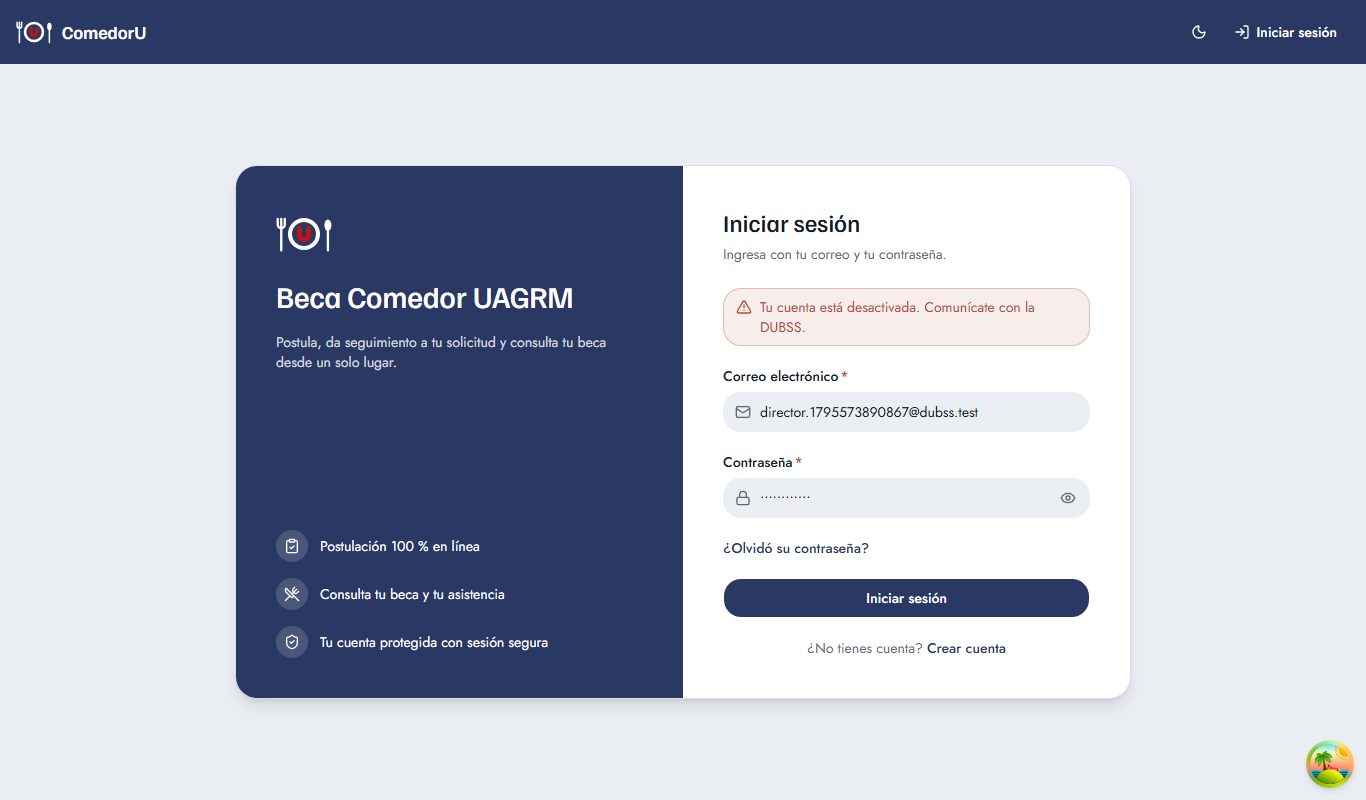 ComedorU
Iniciar sesión
Beca Comedor UAGRM
Postula, da seguimiento a tu solicitud y consulta tu beca
desde un solo lugar.
Postulación 100 % en línea
Consulta tu beca y tu asistencia
Tu cuenta protegida con sesión segura
Iniciar sesión
Ingresa con tu correo y tu contraseña.
Tu cuenta está desactivada. Comunícate con la
DUBSS.
Correo electrónico *
director.1795573890867@dubss.test
Contraseña *
............
¿Olvidó su contraseña?
Iniciar sesión
¿No tienes cuenta? Crear cuenta